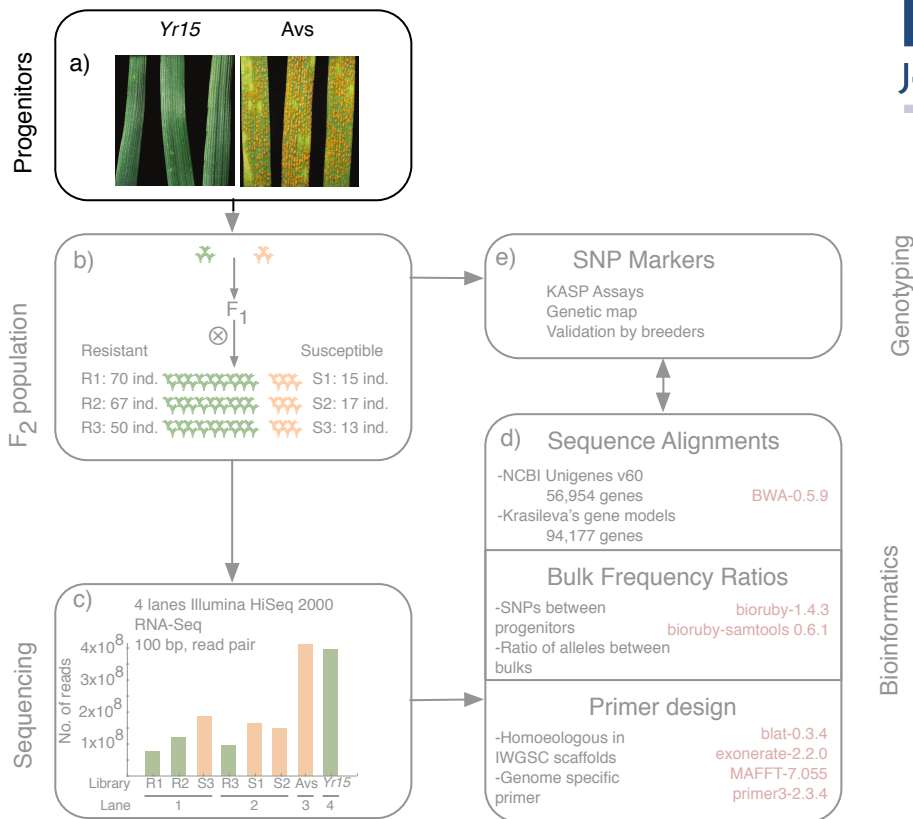 Progenitors
Yr15 Avs
a)
F2 population
b)
F1
Resistant Susceptible
R1: 70 ind. S1: 15 ind.
R2: 67 ind. S2: 17 ind.
R3: 50 ind. S3: 13 ind.
Sequencing
c)
4 lanes Illumina HiSeq 2000
RNA-Seq
100 bp, read pair
No. of reads
4x10^8
3x10^8
2x10^8
1x10^8
Library R1 R2 S3 R3 S1 S2 Avs Yr15
Lane 1 2 3 4
Genotyping
e)
SNP Markers
KASP Assays
Genetic map
Validation by breeders
Bioinformatics
d) Sequence Alignments
-NCBI Unigenes v60
56,954 genes BWA-0.5.9
-Krasileva's gene models
94,177 genes
Bulk Frequency Ratios
-SNPs between bioruby-1.4.3
progenitors bioruby-samtools 0.6.1
-Ratio of alleles between
bulks
Primer design
-Homoeologous in blat-0.3.4
IWGSC scaffolds exonerate-2.2.0
-Genome specific MAFFT-7.055
primer primer3-2.3.4